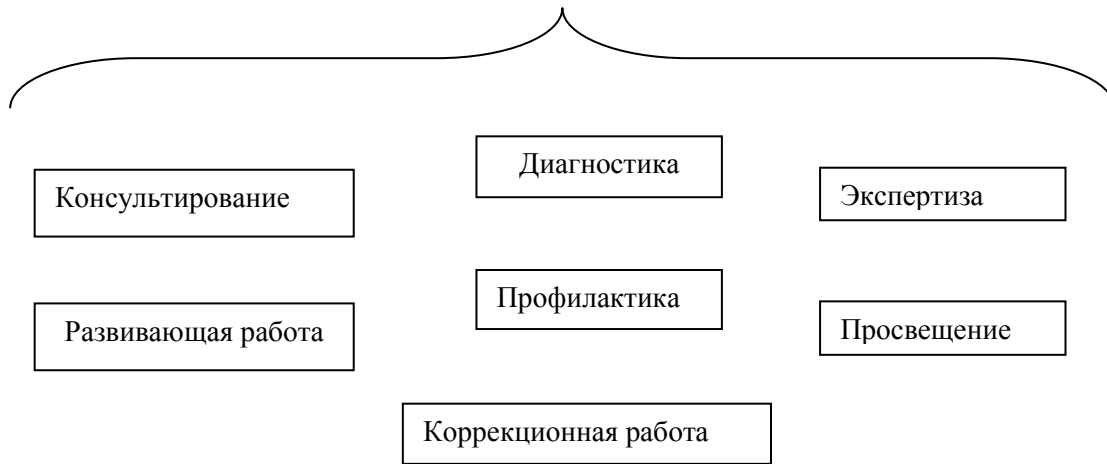 Диагностика
Консультирование
Экспертиза
Профилактика
Развивающая работа
Просвещение
Коррекционная работа